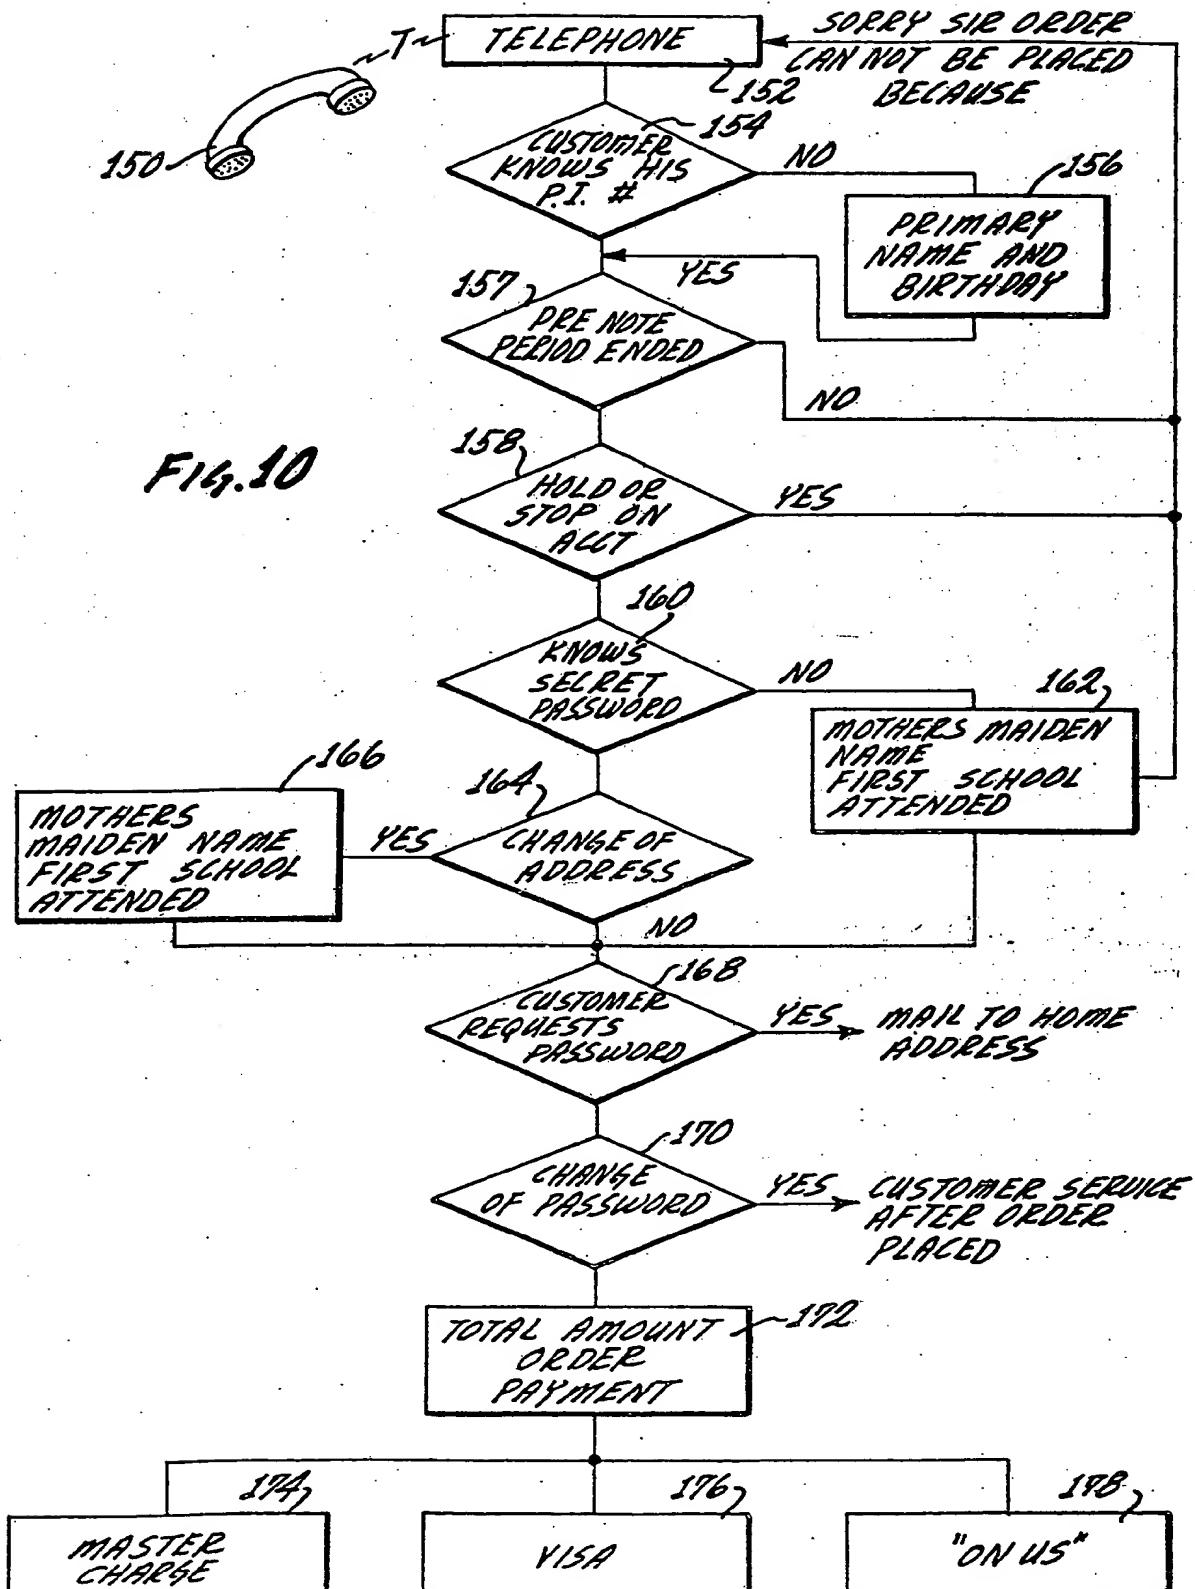 T
TELEPHONE
152
SORRY SIR ORDER
CAN NOT BE PLACED
BECAUSE
150
154
CUSTOMER
KNOWS HIS
P.I. #
NO
156
PRIMARY
NAME AND
BIRTHDAY
YES
157
PRE NOTE
PERIOD ENDED
NO
FIG.10
158
HOLD OR
STOP ON
ACCT
YES
160
KNOWS
SECRET
PASSWORD
NO
162
MOTHERS MAIDEN
NAME
FIRST SCHOOL
ATTENDED
166
MOTHERS
MAIDEN NAME
FIRST SCHOOL
ATTENDED
YES
164
CHANGE OF
ADDRESS
NO
168
CUSTOMER
REQUESTS
PASSWORD
YES
MAIL TO HOME
ADDRESS
170
CHANGE
OF PASSWORD
YES
CUSTOMER SERVICE
AFTER ORDER
PLACED
172
TOTAL AMOUNT
ORDER
PAYMENT
174
MASTER
CHARGE
176
VISA
178
"ON US"